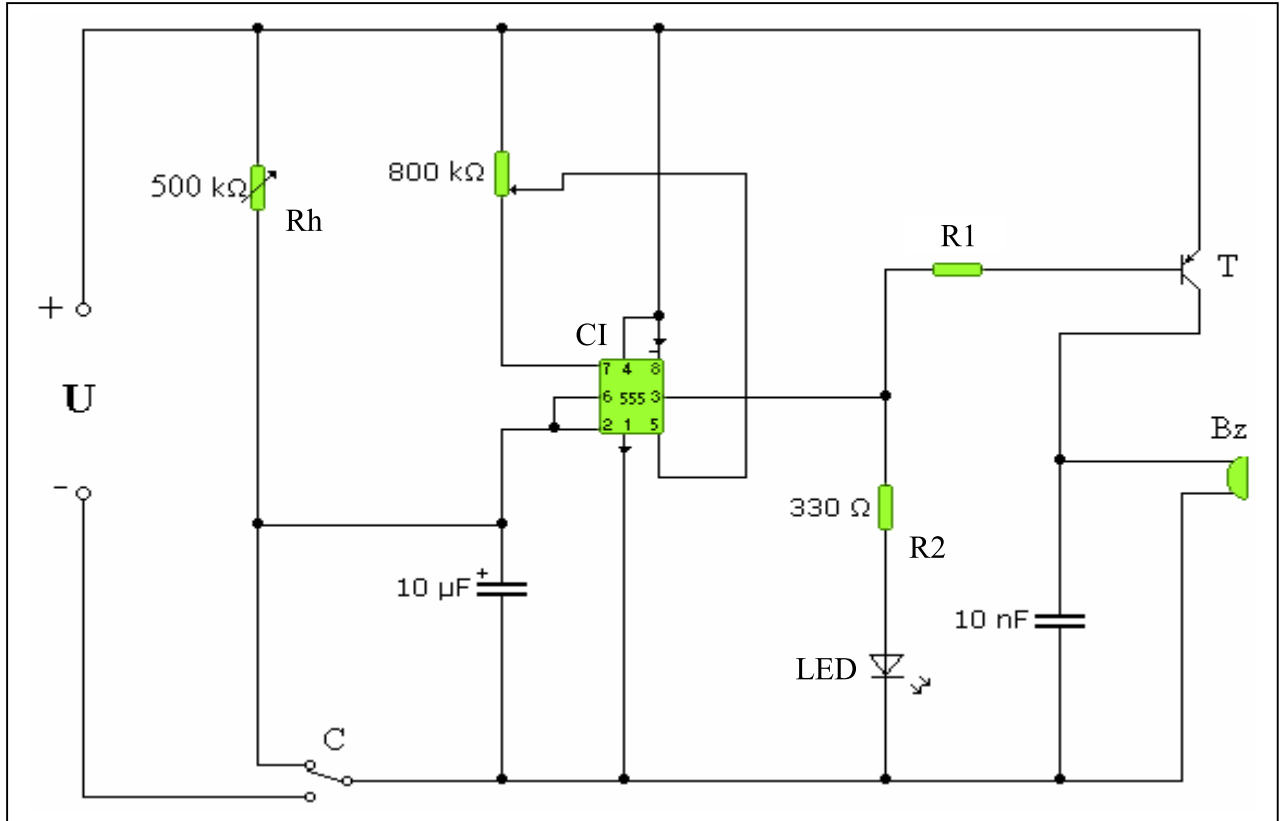 500 kΩ
Rh
800 kΩ
R1
T
+
U
-
CI
7 4 8
6 555 3
2 1 5
Bz
330 Ω
R2
10 µF
+
10 nF
LED
C